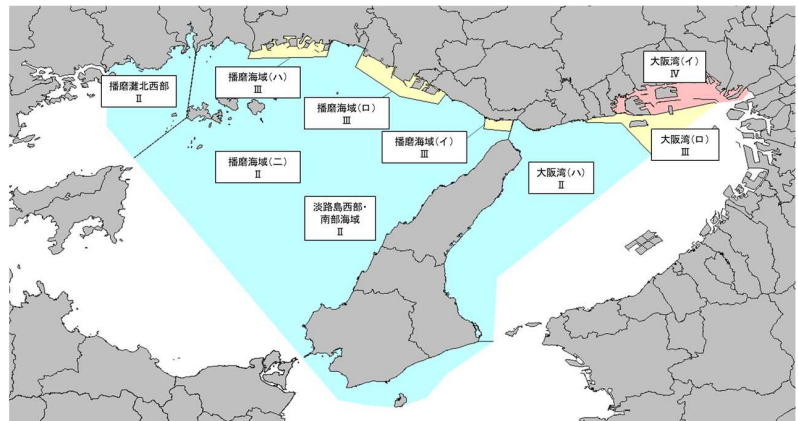 大阪湾(イ)
Ⅳ
播磨灘北西部
Ⅱ
播磨海域(ハ)
Ⅲ
播磨海域(ロ)
Ⅲ
播磨海域(イ)
Ⅲ
大阪湾(ロ)
Ⅲ
播磨海域(二)
Ⅱ
大阪湾(ハ)
Ⅱ
淡路島西部・
南部海域
Ⅱ